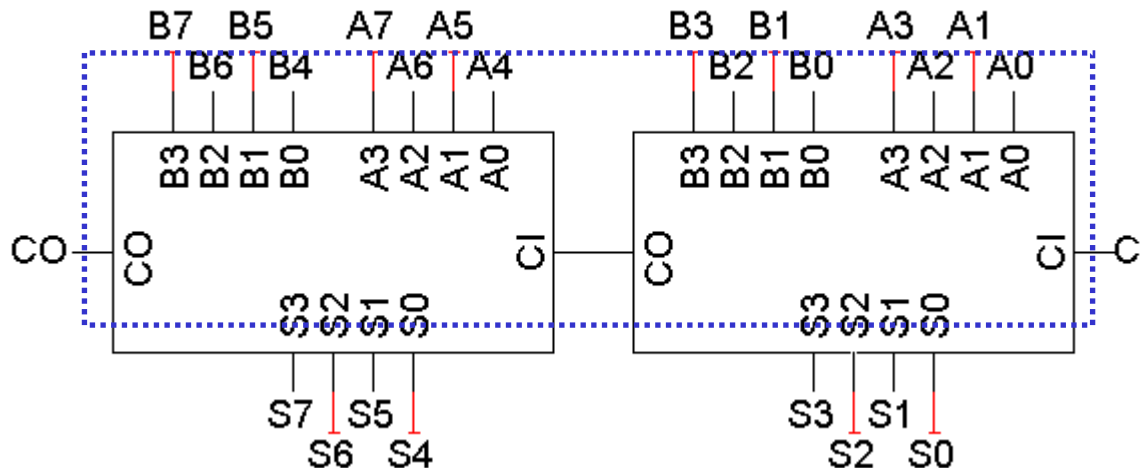 B7 B5 A7 A5 B3 B1 A3 A1
B6 B4 A6 A4 B2 B0 A2 A0
B3 B2 B1 B0 A3 A2 A1 A0 B3 B2 B1 B0 A3 A2 A1 A0
CO CO CI CO CI C
S3 S2 S1 S0 S3 S2 S1 S0
S7 S5 S3 S1
S6 S4 S2 S0